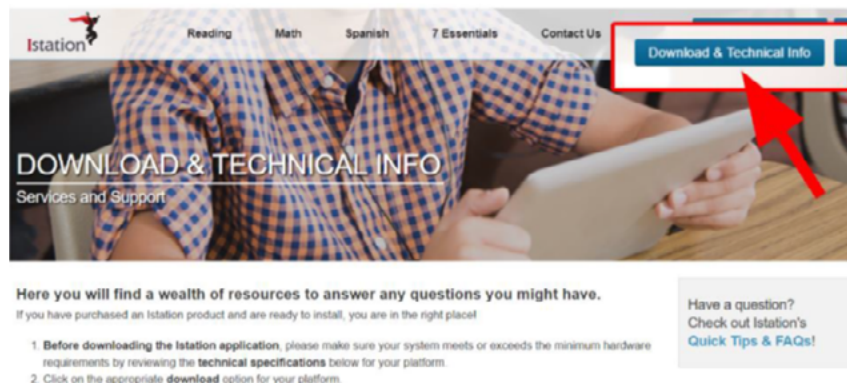 Istation
Reading Math Spanish 7 Essentials Contact Us
Download & Technical Info
DOWNLOAD & TECHNICAL INFO
Services and Support
Here you will find a wealth of resources to answer any questions you might have.
If you have purchased an Istation product and are ready to install, you are in the right place!
1. Before downloading the Istation application, please make sure your system meets or exceeds the minimum hardware
requirements by reviewing the technical specifications below for your platform.
2. Click on the appropriate download option for your platform.
Have a question?
Check out Istation's
Quick Tips & FAQs!